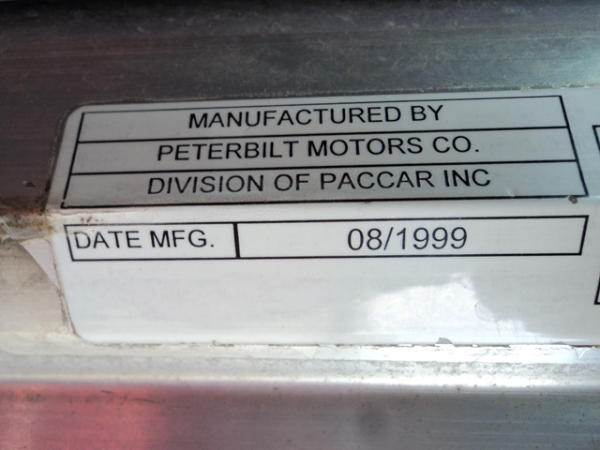 MANUFACTURED BY
PETERBILT MOTORS CO.
DIVISION OF PACCAR INC
DATE MFG. 08/1999